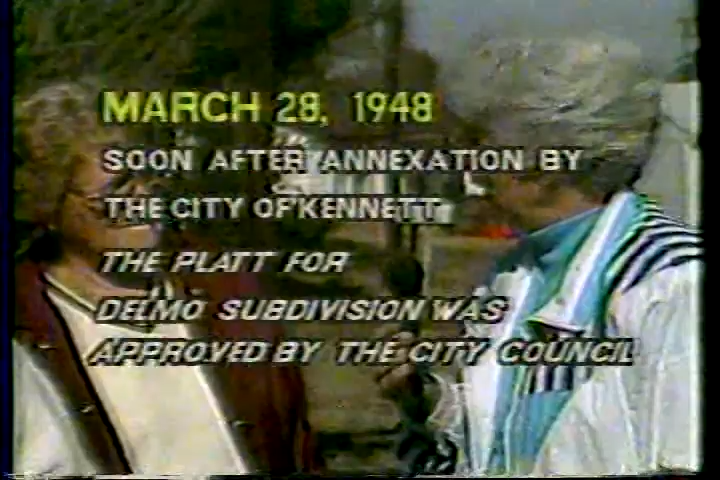 MARCH 28, 1948
SOON AFTER ANNEXATION BY
THE CITY OF KENNETT
THE PLATT FOR
DELMO SUBDIVISION WAS
APPROVED BY THE CITY COUNCIL